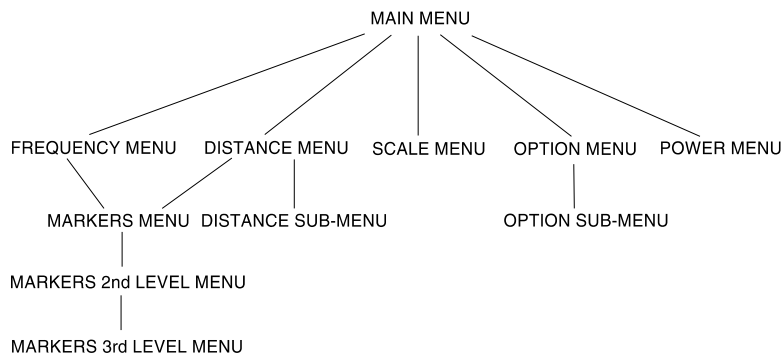 MAIN MENU
FREQUENCY MENU
DISTANCE MENU
SCALE MENU
OPTION MENU
POWER MENU
MARKERS MENU
DISTANCE SUB-MENU
OPTION SUB-MENU
MARKERS 2nd LEVEL MENU
MARKERS 3rd LEVEL MENU